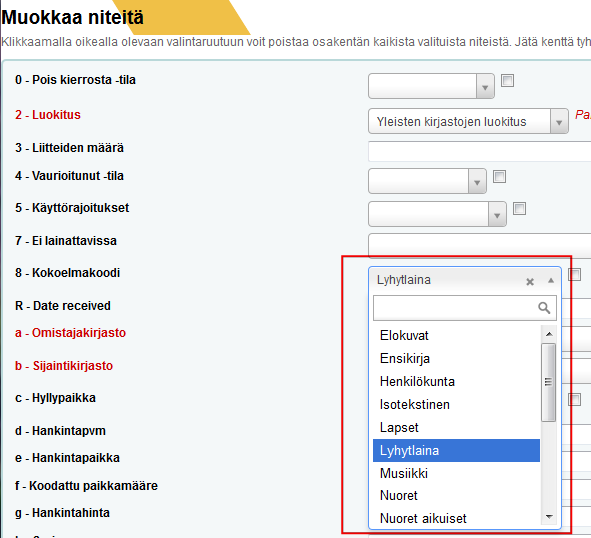 Muokkaa niteitä
Klikkaamalla oikealla olevaan valintaruutuun voit poistaa osakentän kaikista valituista niteistä. Jätä kenttä
0 - Pois kierrosta -tila
2 - Luokitus
Yleisten kirjastojen luokitus
3 - Liitteiden määrä
4 - Vaurioitunut -tila
5 - Käyttörajoitukset
7 - Ei lainattavissa
8 - Kokoelmakoodi
Lyhytlaina
R - Date received
a - Omistajakirjasto
Elokuvat
Ensikirja
b - Sijaintikirjasto
Henkilökunta
c - Hyllypaikka
Isotekstinen
d - Hankintapvm
Lapset
e - Hankintapaikka
Lyhytlaina
Musiikki
f - Koodattu paikkamääre
Nuoret
g - Hankintahinta
Nuoret aikuiset